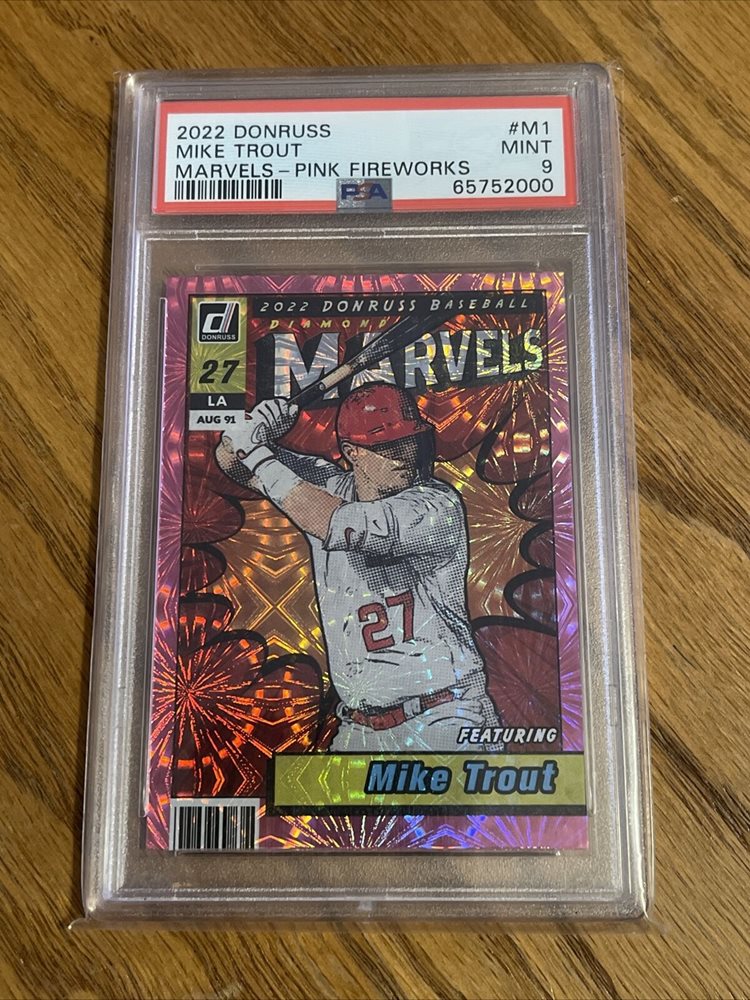 2022 DONRUSS #M1
MIKE TROUT MINT
MARVELS - PINK FIREWORKS 9
PSA 65752000
2022 DONRUSS BASEBALL
DIAMOND
MARVELS
d
DONRUSS
27
LA
AUG 91
27
FEATURING
Mike Trout